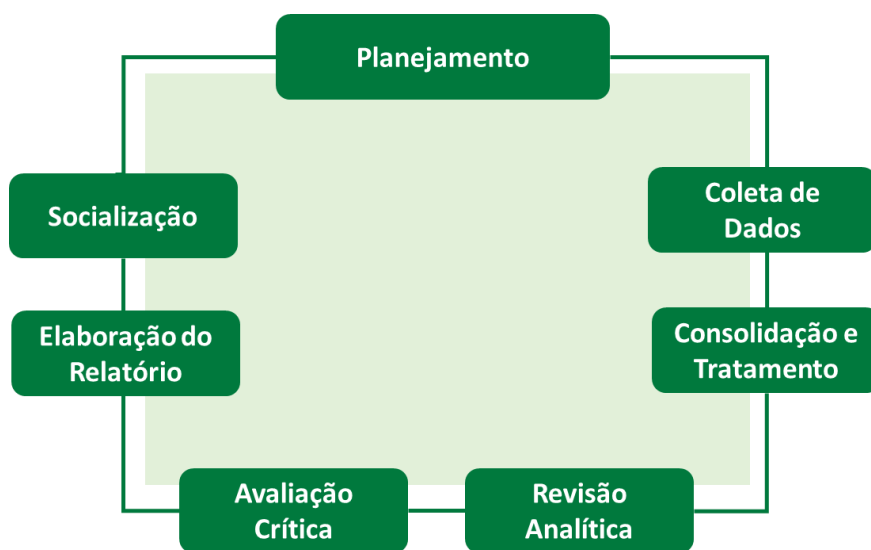 Planejamento
Coleta de
Dados
Consolidação e
Tratamento
Revisão
Analítica
Avaliação
Crítica
Elaboração do
Relatório
Socialização